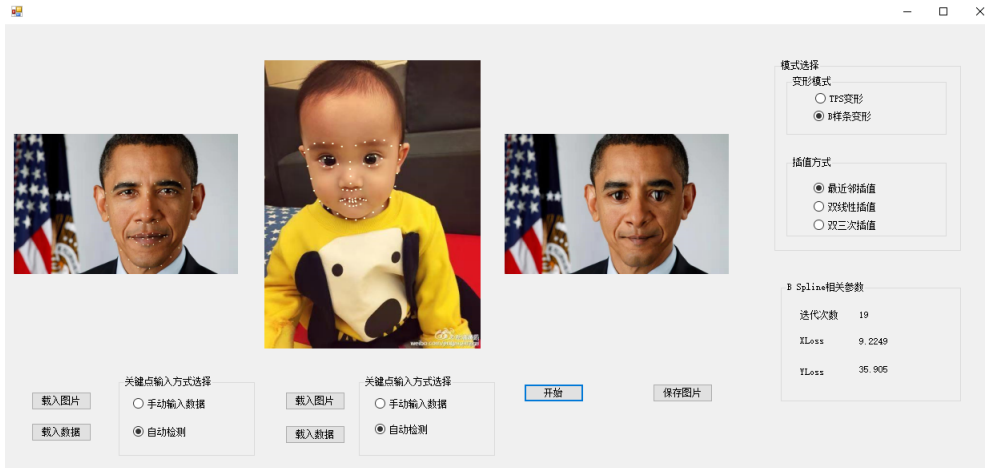 模式选择
变形模式
TPS变形
B样条变形
插值方式
最近邻插值
双线性插值
双三次插值
B Spline相关参数
迭代次数 19
XLoss 9.2249
YLoss 35.905
关键点输入方式选择
载入图片
手动输入数据
载入数据
自动检测
关键点输入方式选择
载入图片
手动输入数据
载入数据
自动检测
开始
保存图片